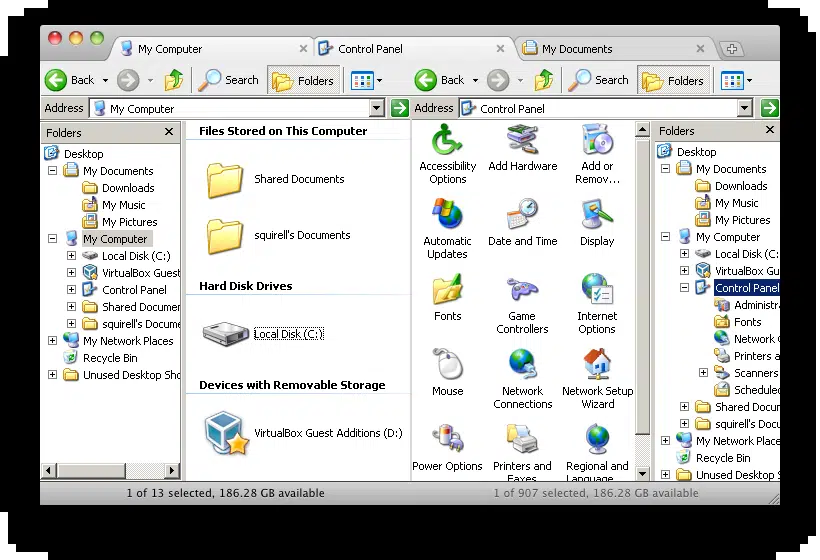 My Computer
Control Panel
My Documents
Back
Search
Folders
Back
Search
Folders
Address
My Computer
Address
Control Panel
Folders
Desktop
My Documents
Downloads
My Music
My Pictures
My Computer
Local Disk (C:)
VirtualBox Guest
Control Panel
Shared Documen
squirell's Docume
My Network Places
Recycle Bin
Unused Desktop Sho
Files Stored on This Computer
Shared Documents
squirell's Documents
Hard Disk Drives
Local Disk (C:)
Devices with Removable Storage
VirtualBox Guest Additions (D:)
Accessibility
Options
Add Hardware
Add or
Remov...
Automatic
Updates
Date and Time
Display
Fonts
Game
Controllers
Internet
Options
Mouse
Network
Connections
Network Setup
Wizard
Power Options
Printers and
Faxes
Regional and
Language
Folders
Desktop
My Documents
Downloads
My Music
My Pictures
My Computer
Local Disk (C:
VirtualBox Gu
Control Panel
Administra
Fonts
Network C
Printers a
Scanners
Scheduled
Shared Docur
squirell's Docu
My Network Place
Recycle Bin
Unused Desktop S
1 of 13 selected, 186.28 GB available
1 of 907 selected, 186.28 GB available